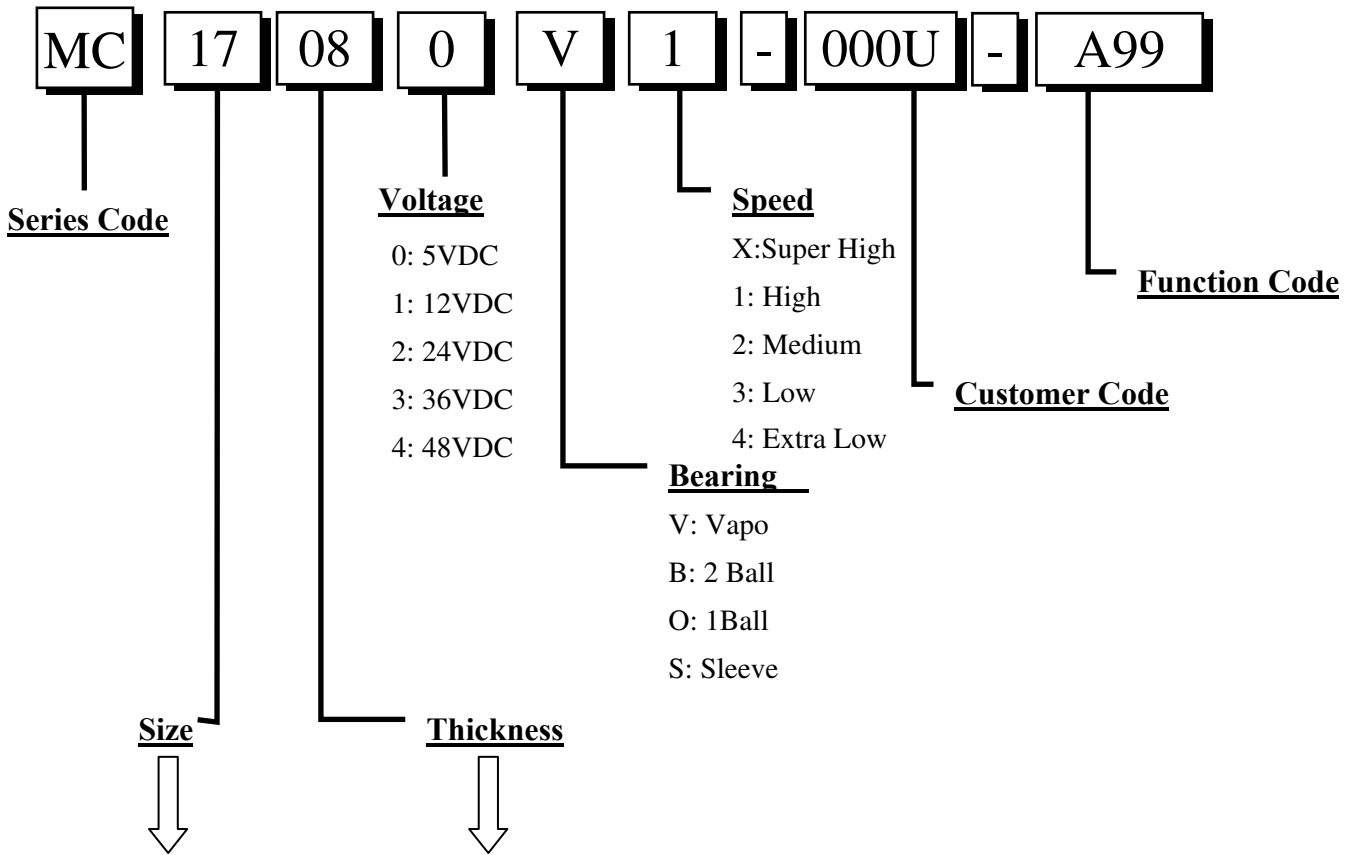 MC 17 08 0 V 1 - 000U - A99
Series Code
Voltage
0: 5VDC
1: 12VDC
2: 24VDC
3: 36VDC
4: 48VDC
Speed
X:Super High
1: High
2: Medium
3: Low
4: Extra Low
Function Code
Customer Code
Bearing
V: Vapo
B: 2 Ball
O: 1Ball
S: Sleeve
Size
Thickness